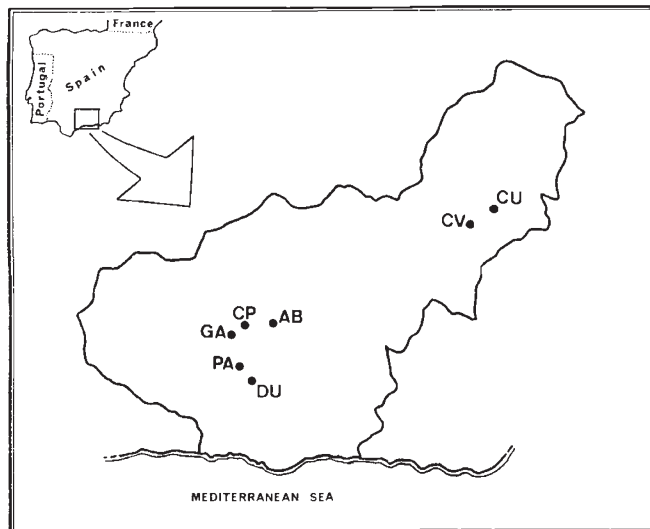 France
Portugal
Spain
CU
CV
CP
AB
GA
PA
DU
MEDITERRANEAN SEA